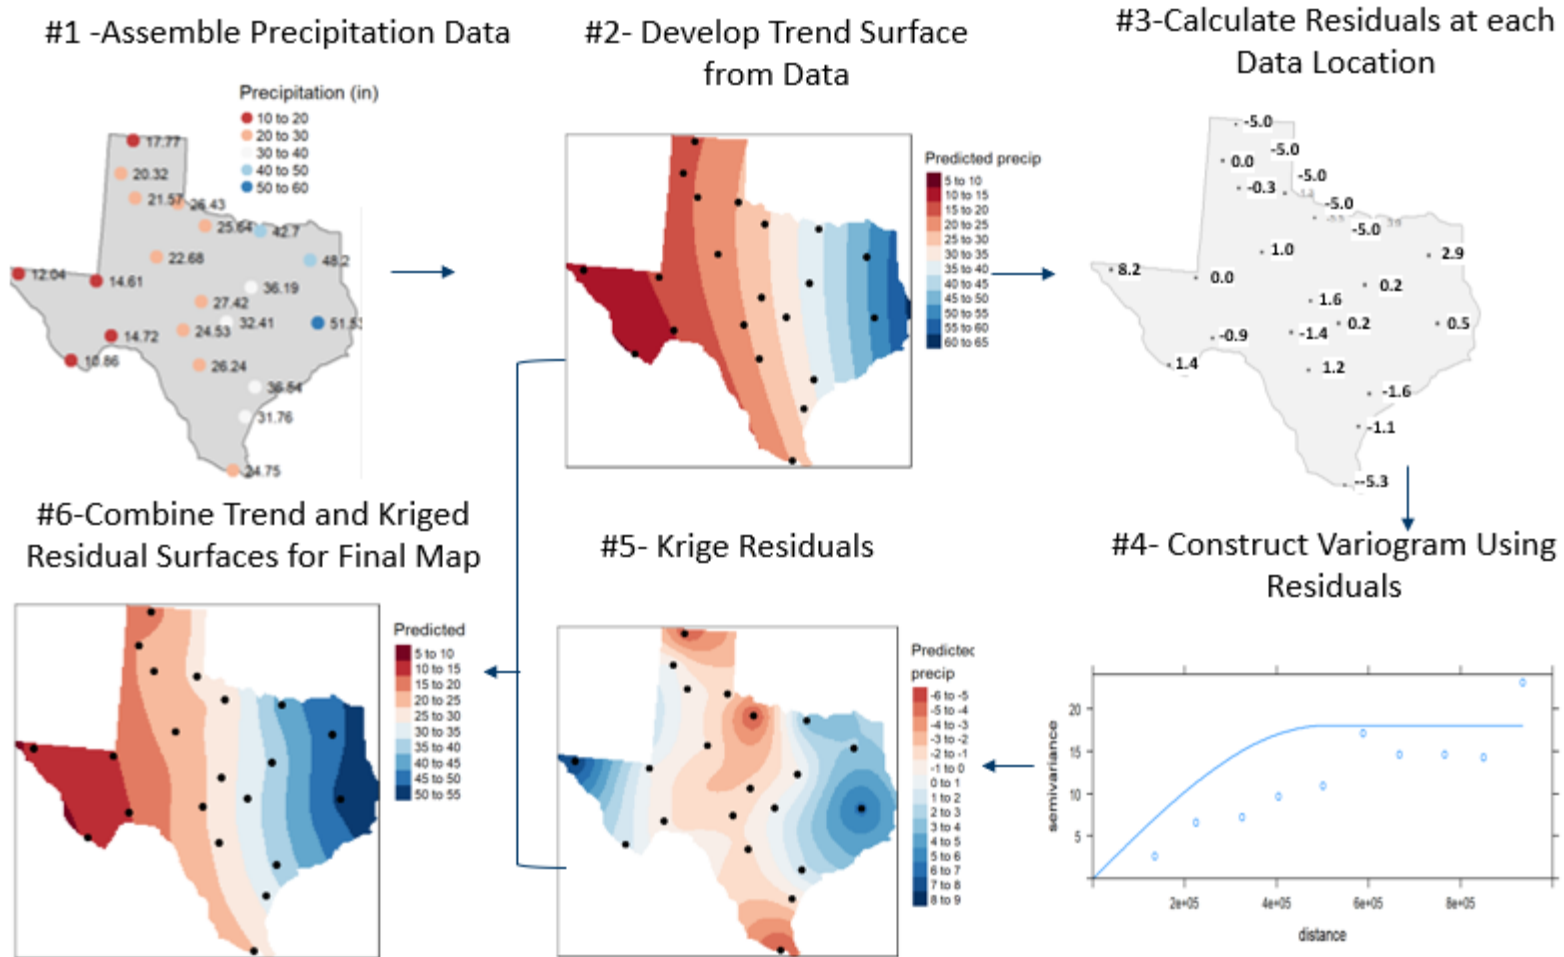 #1 -Assemble Precipitation Data
Precipitation (in)
10 to 20
20 to 30
30 to 40
40 to 50
50 to 60
17.77
20.32
21.57
26.43
25.64
42.7
22.68
48.2
12.04
14.61
36.19
27.42
24.53
32.41
51.53
14.72
10.86
26.24
36.54
31.76
24.75
#2- Develop Trend Surface
from Data
Predicted precip
5 to 10
10 to 15
15 to 20
20 to 25
25 to 30
30 to 35
35 to 40
40 to 45
45 to 50
50 to 55
55 to 60
60 to 65
#3-Calculate Residuals at each
Data Location
-5.0
-5.0
0.0
-5.0
-0.3
-5.0
-5.0
1.0
2.9
8.2
0.0
0.2
1.6
-1.4
0.2
0.5
-0.9
1.4
1.2
-1.6
-1.1
--5.3
#4- Construct Variogram Using
Residuals
semivariance
20
15
10
5
2e+05
4e+05
6e+05
8e+05
distance
#5- Krige Residuals
Predictec
precip
-6 to -5
-5 to -4
-4 to -3
-3 to -2
-2 to -1
-1 to 0
0 to 1
1 to 2
2 to 3
3 to 4
4 to 5
5 to 6
6 to 7
7 to 8
8 to 9
#6-Combine Trend and Kriged
Residual Surfaces for Final Map
Predicted
5 to 10
10 to 15
15 to 20
20 to 25
25 to 30
30 to 35
35 to 40
40 to 45
45 to 50
50 to 55